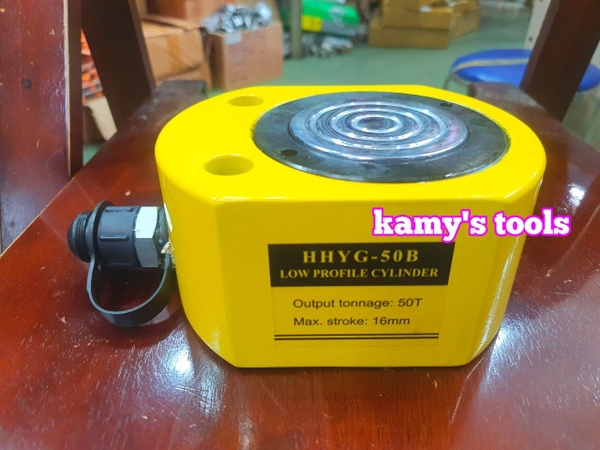 kamy's tools
HHYG-50B
LOW PROFILE CYLINDER
Output tonnage: 50T
Max. stroke: 16mm